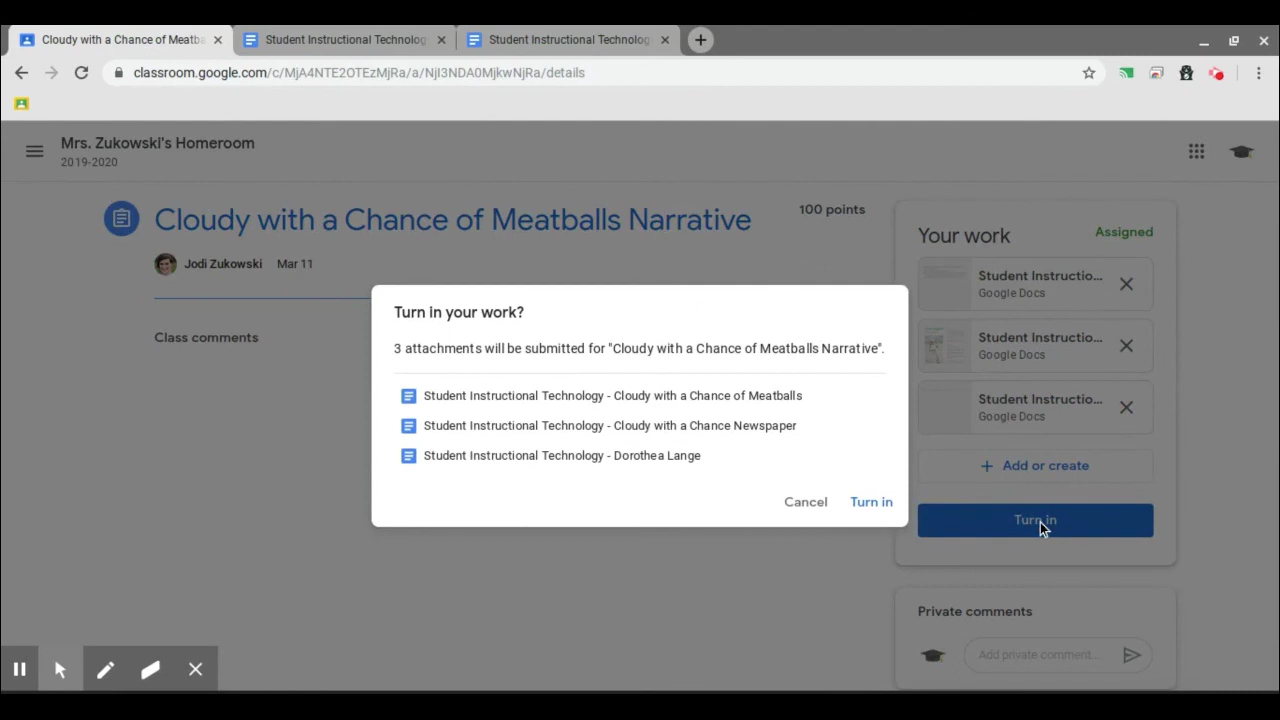 Cloudy with a Chance of Meatba
Student Instructional Technolog
Student Instructional Technolog
classroom.google.com/c/MjA4NTE2OTEzMjRa/a/NjI3NDA0MjkwNjRa/details
Mrs. Zukowski's Homeroom
2019-2020
Cloudy with a Chance of Meatballs Narrative
100 points
Jodi Zukowski Mar 11
Class comments
Your work
Assigned
Student Instructio...
Google Docs
Student Instructio...
Google Docs
Student Instructio...
Google Docs
+ Add or create
Turn in
Private comments
Add private comment...
Turn in your work?
3 attachments will be submitted for "Cloudy with a Chance of Meatballs Narrative".
Student Instructional Technology - Cloudy with a Chance of Meatballs
Student Instructional Technology - Cloudy with a Chance Newspaper
Student Instructional Technology - Dorothea Lange
Cancel
Turn in